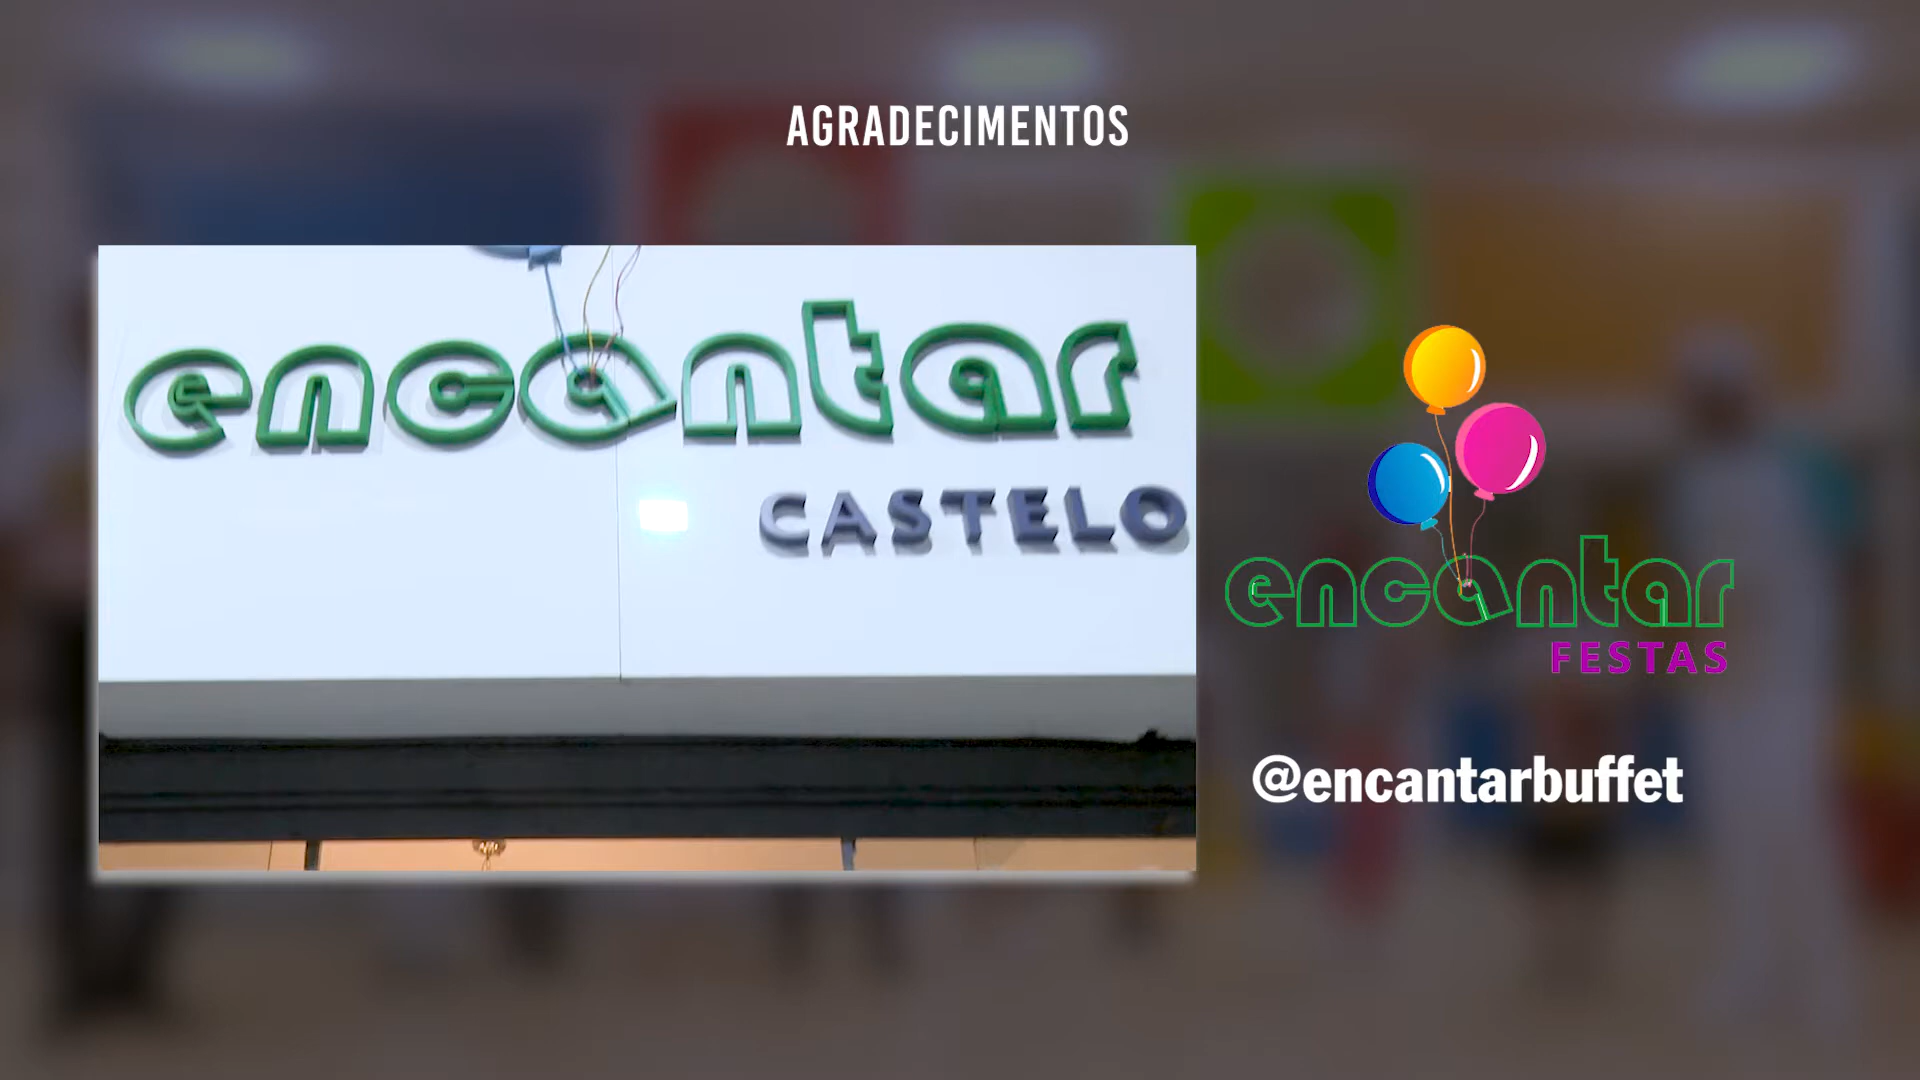 AGRADECIMENTOS
encantar
CASTELO
encantar
FESTAS
@encantarbuffet